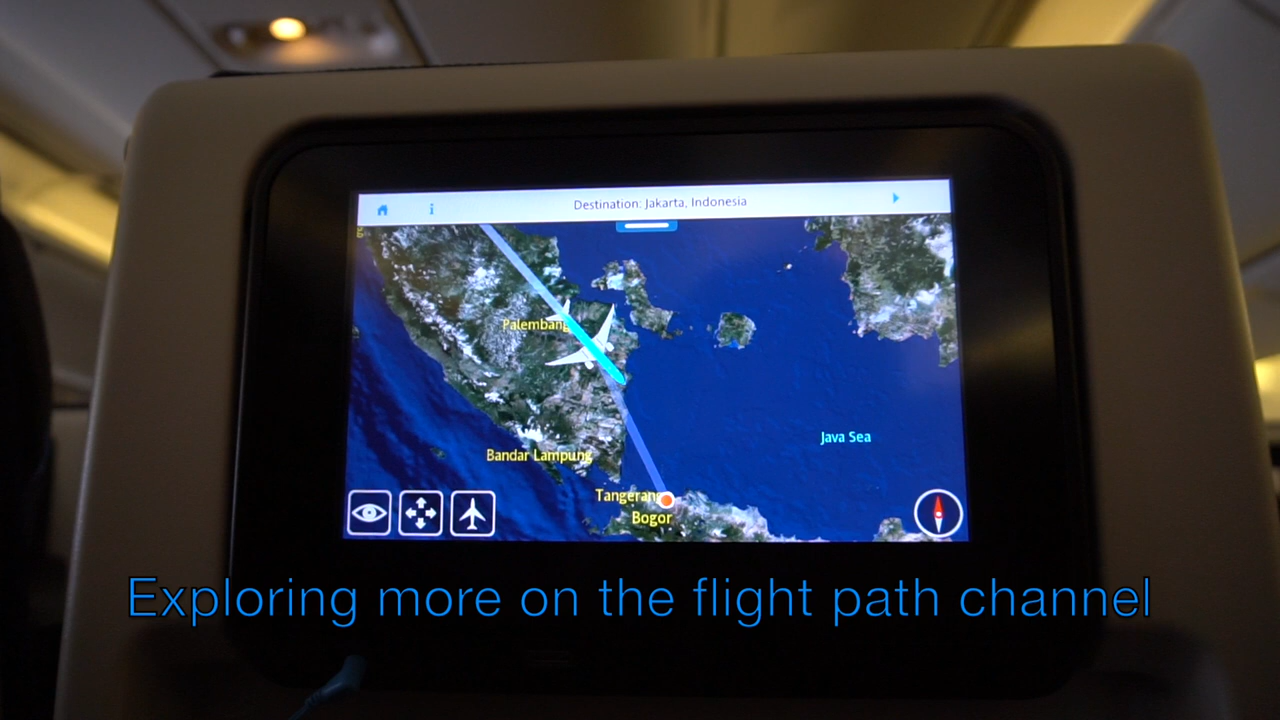 Destination: Jakarta, Indonesia
Palembang
Java Sea
Bandar Lampung
Tangerang
Bogor
Exploring more on the flight path channel